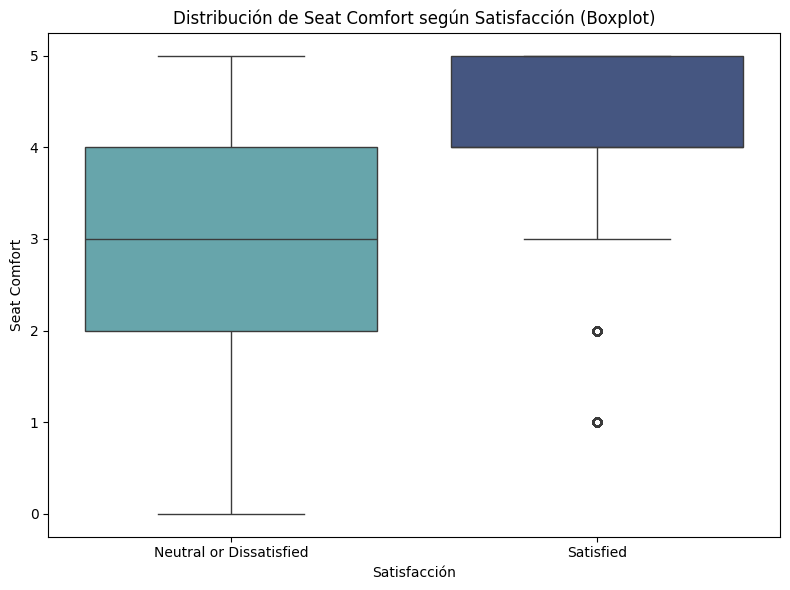 Distribución de Seat Comfort según Satisfacción (Boxplot)
5
4
3
2
1
0
Seat Comfort
Neutral or Dissatisfied
Satisfied
Satisfacción